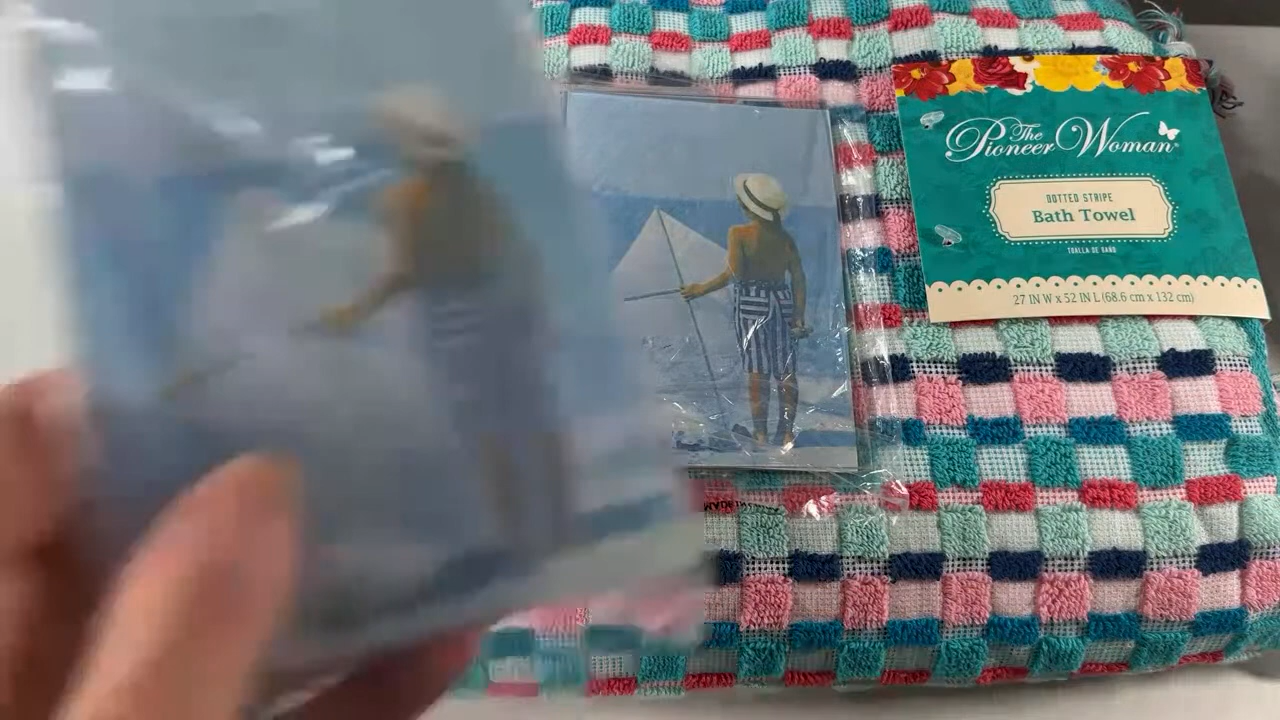 The
Pioneer Woman
DOTTED STRIPE
Bath Towel
TOALLA DE BAÑO
27 IN W x 52 IN L (68.6 cm x 132 cm)